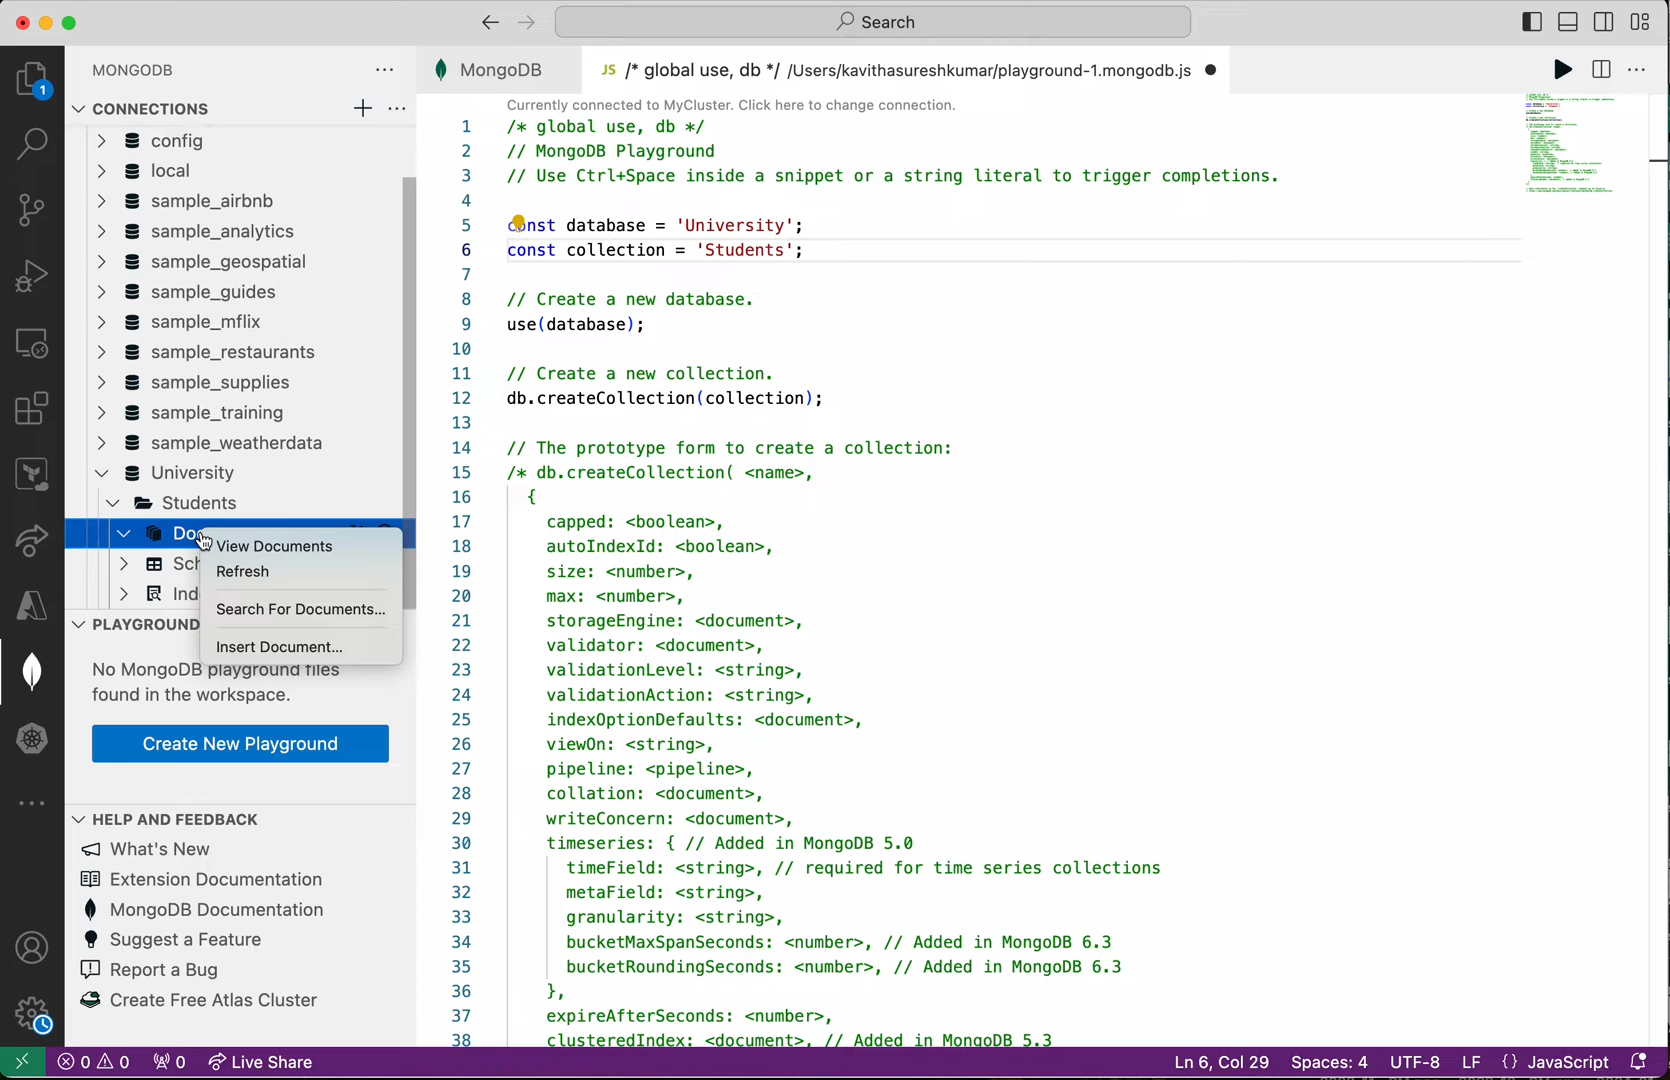 Search
MONGODB
MongoDB
JS /* global use, db */ /Users/kavithasureshkumar/playground-1.mongodb.js
1
CONNECTIONS
config
local
sample_airbnb
sample_analytics
sample_geospatial
sample_guides
sample_mflix
sample_restaurants
sample_supplies
sample_training
sample_weatherdata
University
Students
Doc
Sch
Ind
View Documents
Refresh
Search For Documents...
Insert Document...
PLAYGROUND
No MongoDB playground files
found in the workspace.
Create New Playground
HELP AND FEEDBACK
What's New
Extension Documentation
MongoDB Documentation
Suggest a Feature
Report a Bug
Create Free Atlas Cluster
Currently connected to MyCluster. Click here to change connection.
1 /* global use, db */
2 // MongoDB Playground
3 // Use Ctrl+Space inside a snippet or a string literal to trigger completions.
4
5 const database = 'University';
6 const collection = 'Students';
7
8 // Create a new database.
9 use(database);
10
11 // Create a new collection.
12 db.createCollection(collection);
13
14 // The prototype form to create a collection:
15 /* db.createCollection( <name>,
16 {
17 capped: <boolean>,
18 autoIndexId: <boolean>,
19 size: <number>,
20 max: <number>,
21 storageEngine: <document>,
22 validator: <document>,
23 validationLevel: <string>,
24 validationAction: <string>,
25 indexOptionDefaults: <document>,
26 viewOn: <string>,
27 pipeline: <pipeline>,
28 collation: <document>,
29 writeConcern: <document>,
30 timeseries: { // Added in MongoDB 5.0
31 timeField: <string>, // required for time series collections
32 metaField: <string>,
33 granularity: <string>,
34 bucketMaxSpanSeconds: <number>, // Added in MongoDB 6.3
35 bucketRoundingSeconds: <number>, // Added in MongoDB 6.3
36 },
37 expireAfterSeconds: <number>,
38 clusteredIndex: <document>, // Added in MongoDB 5.3
0 0 0 Live Share Ln 6, Col 29 Spaces: 4 UTF-8 LF {} JavaScript